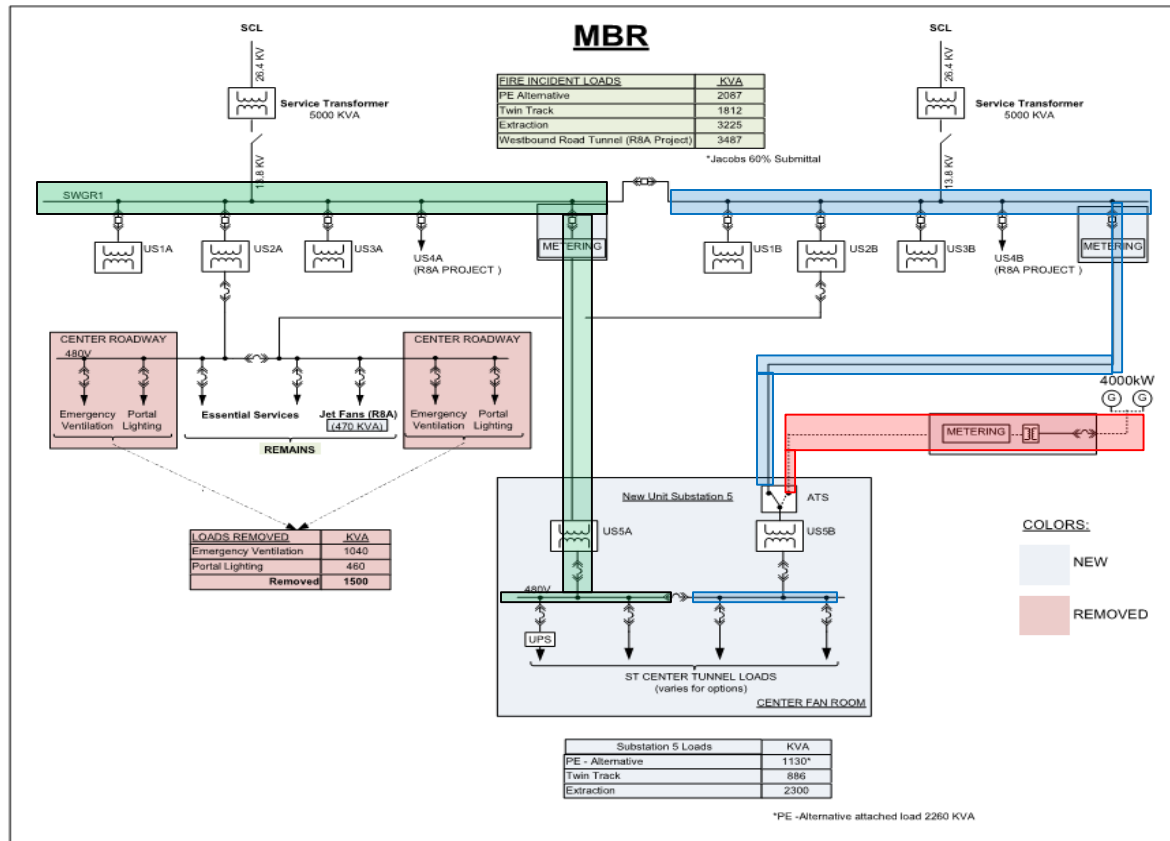 MBR
SCL
SCL
26.4 KV
26.4 KV
Service Transformer
5000 KVA
Service Transformer
5000 KVA
FIRE INCIDENT LOADS KVA
PE Alternative 2087
Twin Track 1812
Extraction 3225
Westbound Road Tunnel (R8A Project) 3487
*Jacobs 60% Submittal
13.8 KV
13.8 KV
SWGR1
US1A
US2A
US3A
US4A
(R8A PROJECT )
METERING
US1B
US2B
US3B
US4B
(R8A PROJECT )
METERING
CENTER ROADWAY
480V
CENTER ROADWAY
Emergency
Ventilation
Portal
Lighting
Essential Services
Jet Fans (R8A)
(470 KVA)
Emergency
Ventilation
Portal
Lighting
REMAINS
4000kW
G
G
METERING
New Unit Substation 5
ATS
US5A
US5B
LOADS REMOVED KVA
Emergency Ventilation 1040
Portal Lighting 460
Removed 1500
COLORS:
NEW
REMOVED
480V
UPS
ST CENTER TUNNEL LOADS
(varies for options)
CENTER FAN ROOM
Substation 5 Loads KVA
PE - Alternative 1130*
Twin Track 886
Extraction 2300
*PE -Alternative attached load 2260 KVA